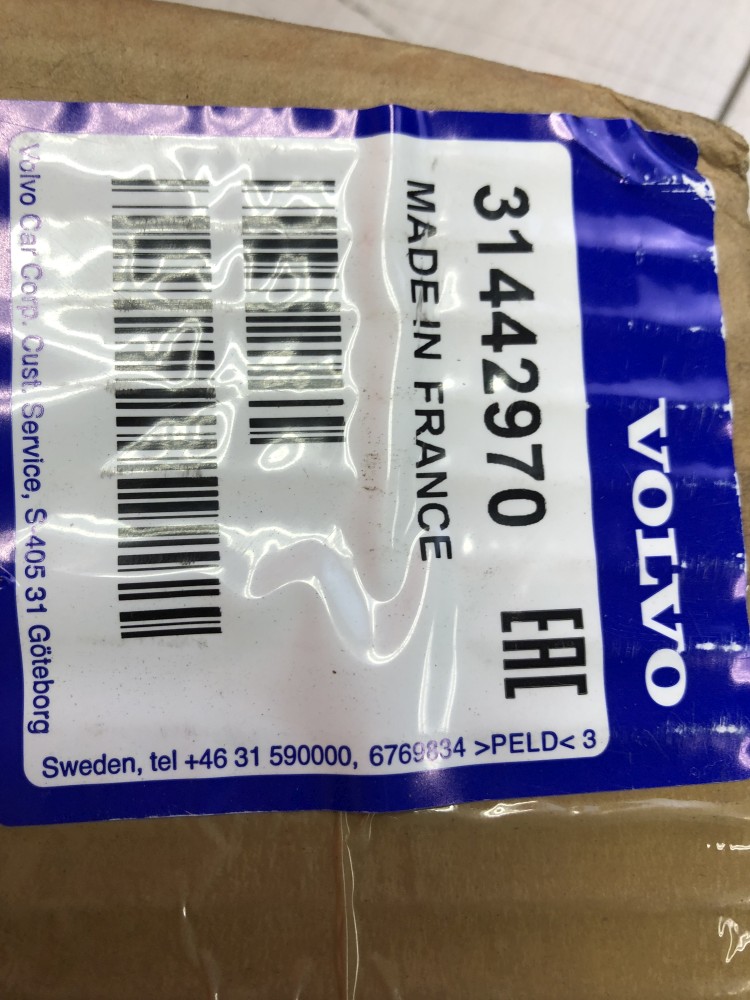 VOLVO
31442970
EAC
MADE IN FRANCE
Volvo Car Corp. Cust. Service, S-405 31 Göteborg
Sweden, tel +46 31 590000, 6769834 >PELD< 3